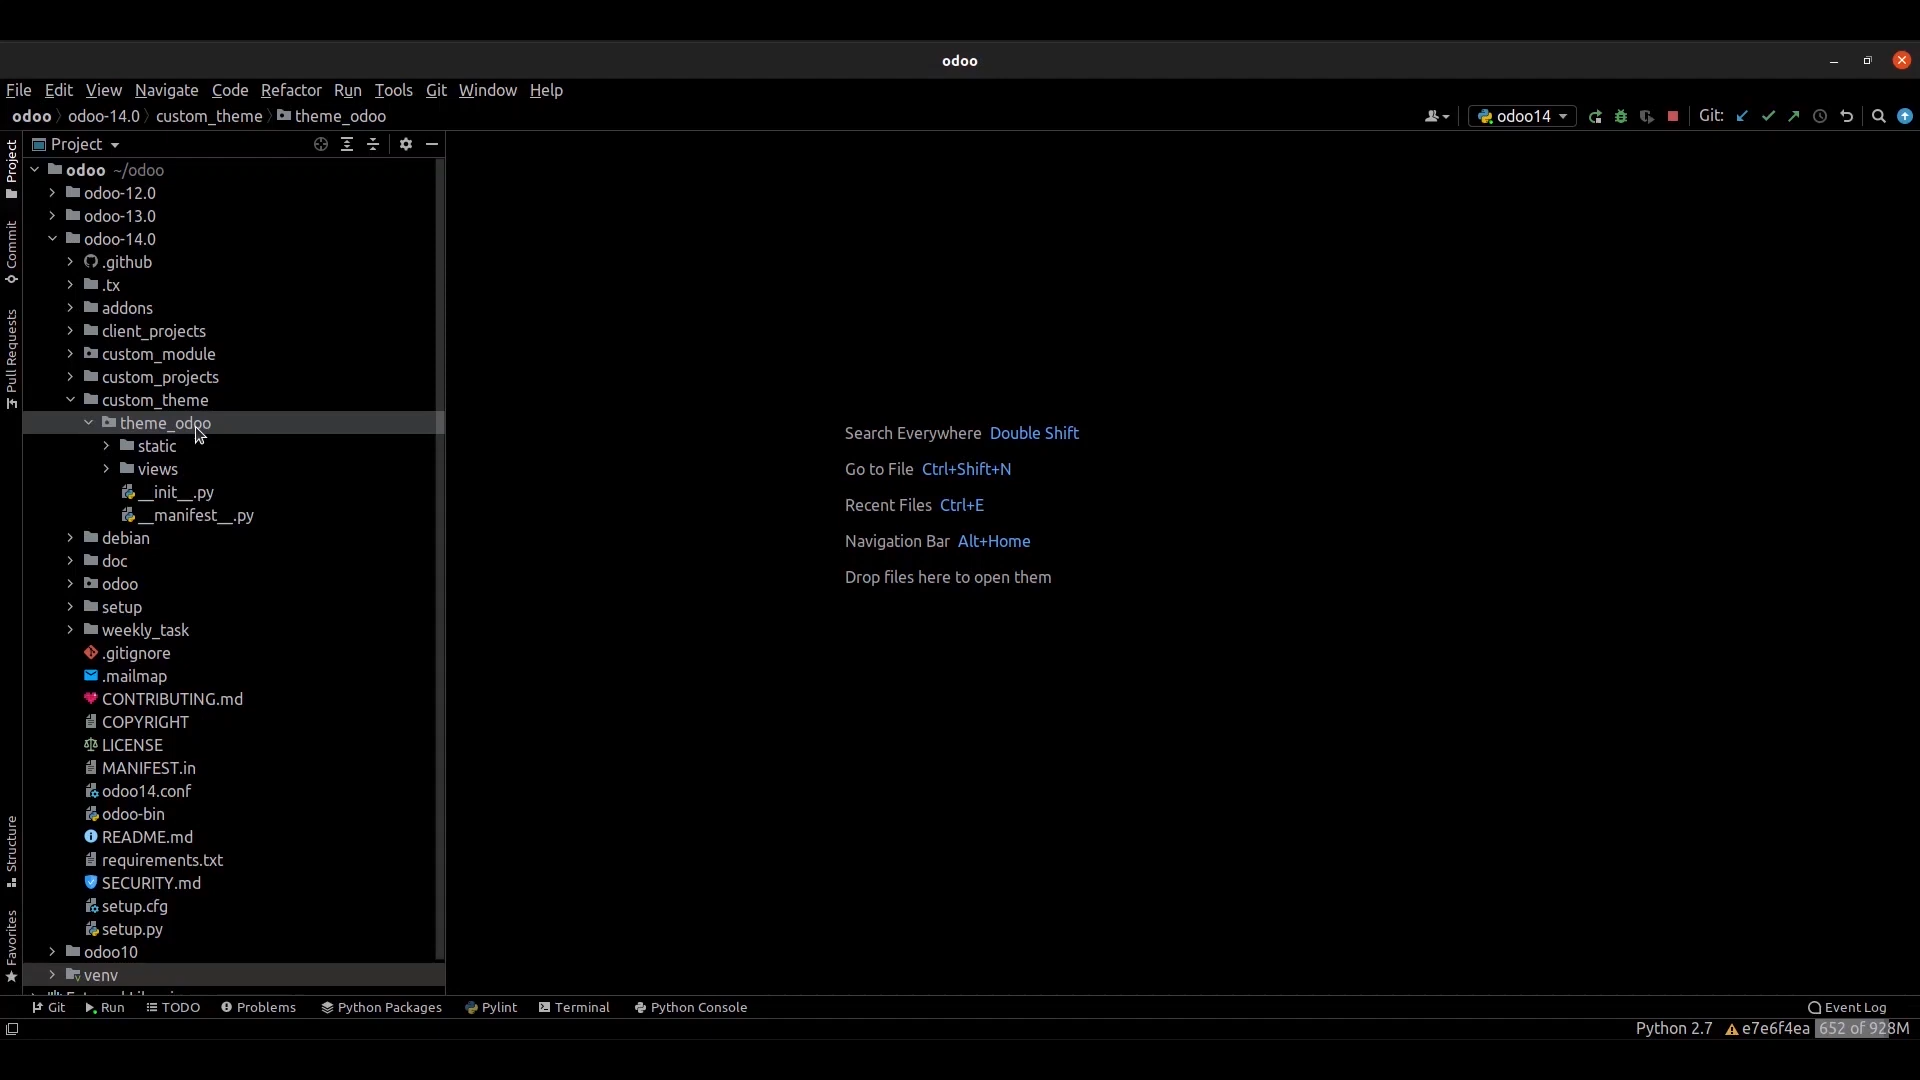 odoo
File Edit View Navigate Code Refactor Run Tools Git Window Help
odoo odoo-14.0 custom_theme theme_odoo odoo14 Git:
Project
odoo ~/odoo
odoo-12.0
odoo-13.0
odoo-14.0
.github
.tx
addons
client_projects
custom_module
custom_projects
custom_theme
theme_odoo
static
views
__init__.py
__manifest__.py
debian
doc
odoo
setup
weekly_task
.gitignore
.mailmap
CONTRIBUTING.md
COPYRIGHT
LICENSE
MANIFEST.in
odoo14.conf
odoo-bin
README.md
requirements.txt
SECURITY.md
setup.cfg
setup.py
odoo10
venv
Project
Commit
Pull Requests
Structure
Favorites
Search Everywhere Double Shift
Go to File Ctrl+Shift+N
Recent Files Ctrl+E
Navigation Bar Alt+Home
Drop files here to open them
Git Run TODO Problems Python Packages Pylint Terminal Python Console Event Log
Python 2.7 e7e6f4ea 652 of 928M